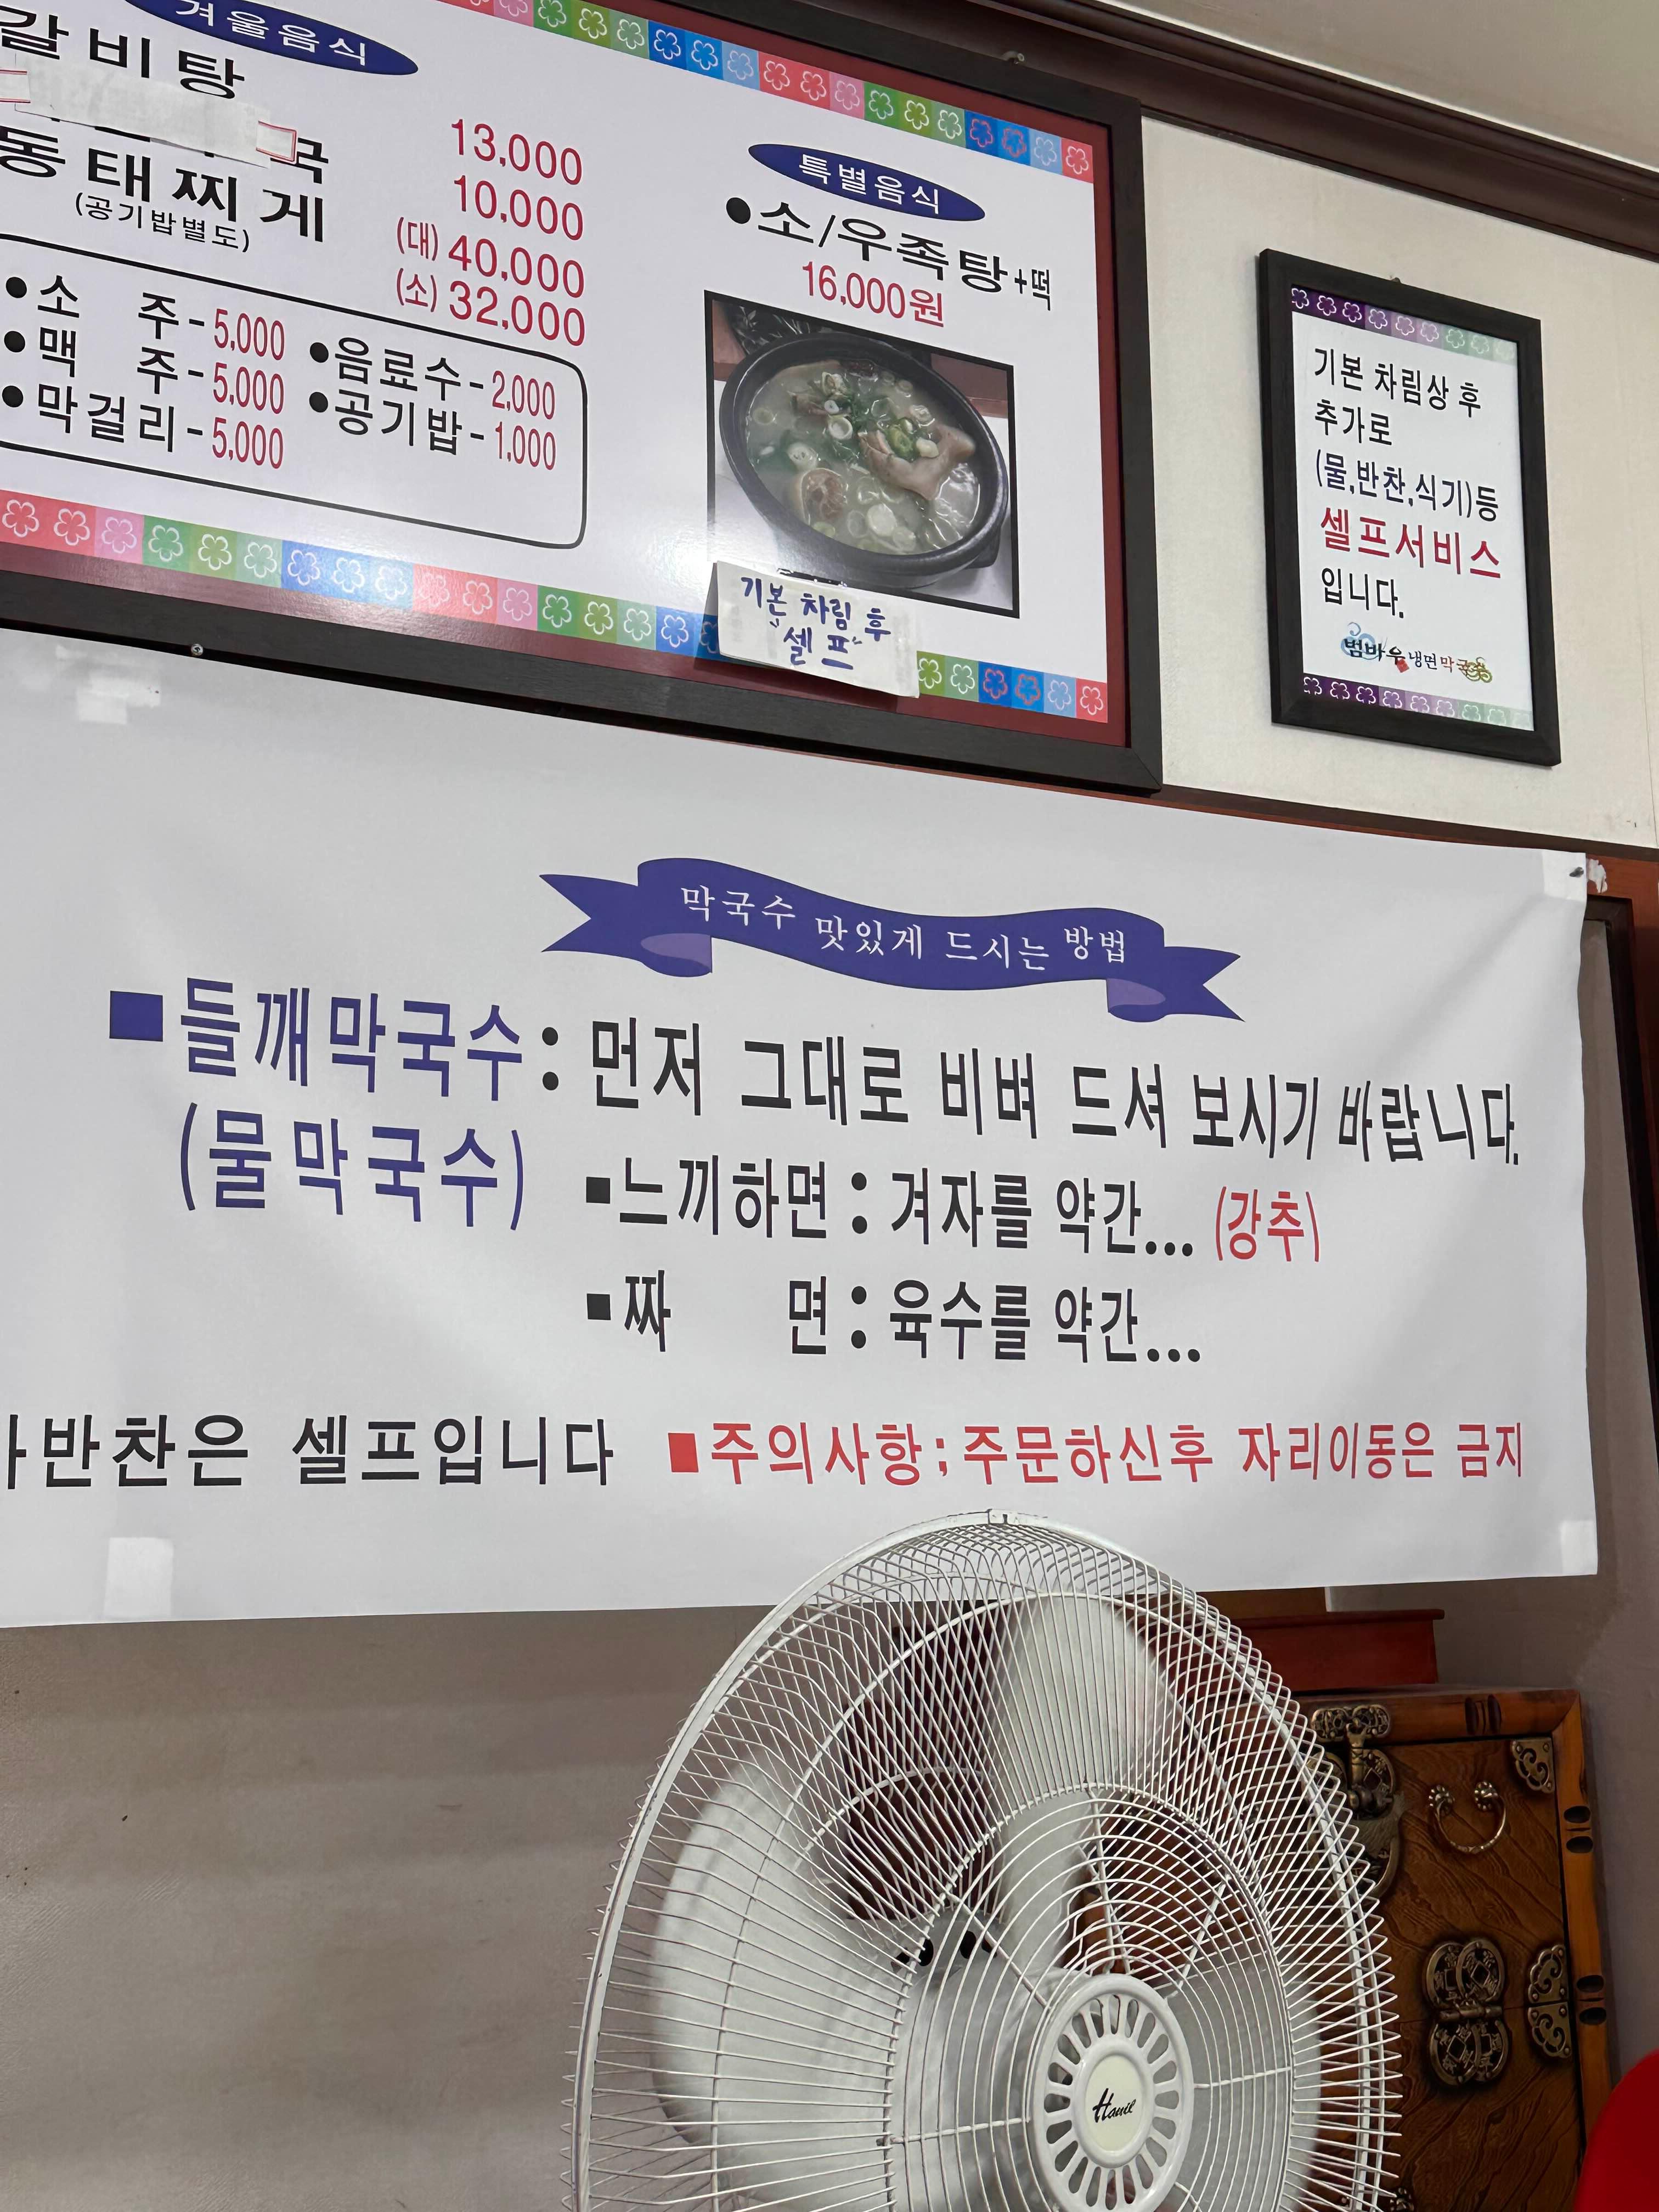 겨울음식
갈비탕
국
동태찌게
(공기밥별도)
13,000
10,000
(대) 40,000
(소) 32,000
●소 주-5,000
●맥 주-5,000
●막걸리-5,000
●음료수-2,000
●공기밥-1,000
특별음식
●소/우족탕+떡
16,000원
기본 차림 후
"셀프"
기본 차림상 후
추가로
(물,반찬,식기)등
셀프서비스
입니다.
범바우 냉면막국수
막국수 맛있게 드시는 방법
■들깨막국수: 먼저 그대로 비벼 드셔 보시기 바랍니다.
(물막국수)
▪느끼하면: 겨자를 약간... (강추)
▪짜 면: 육수를 약간...
반찬은 셀프입니다 ■주의사항;주문하신후 자리이동은 금지
Hanil